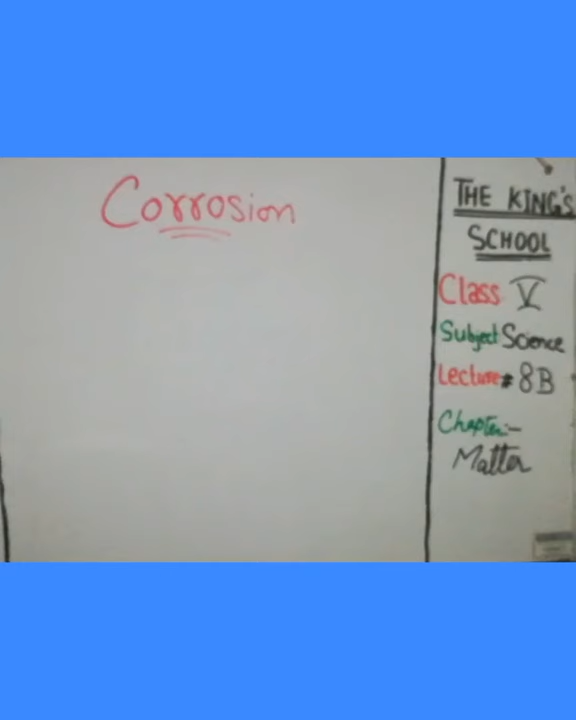 Corrosion
THE KING'S
SCHOOL
Class V
Subject Science
Lecture # 8B
Chapter:-
Matter